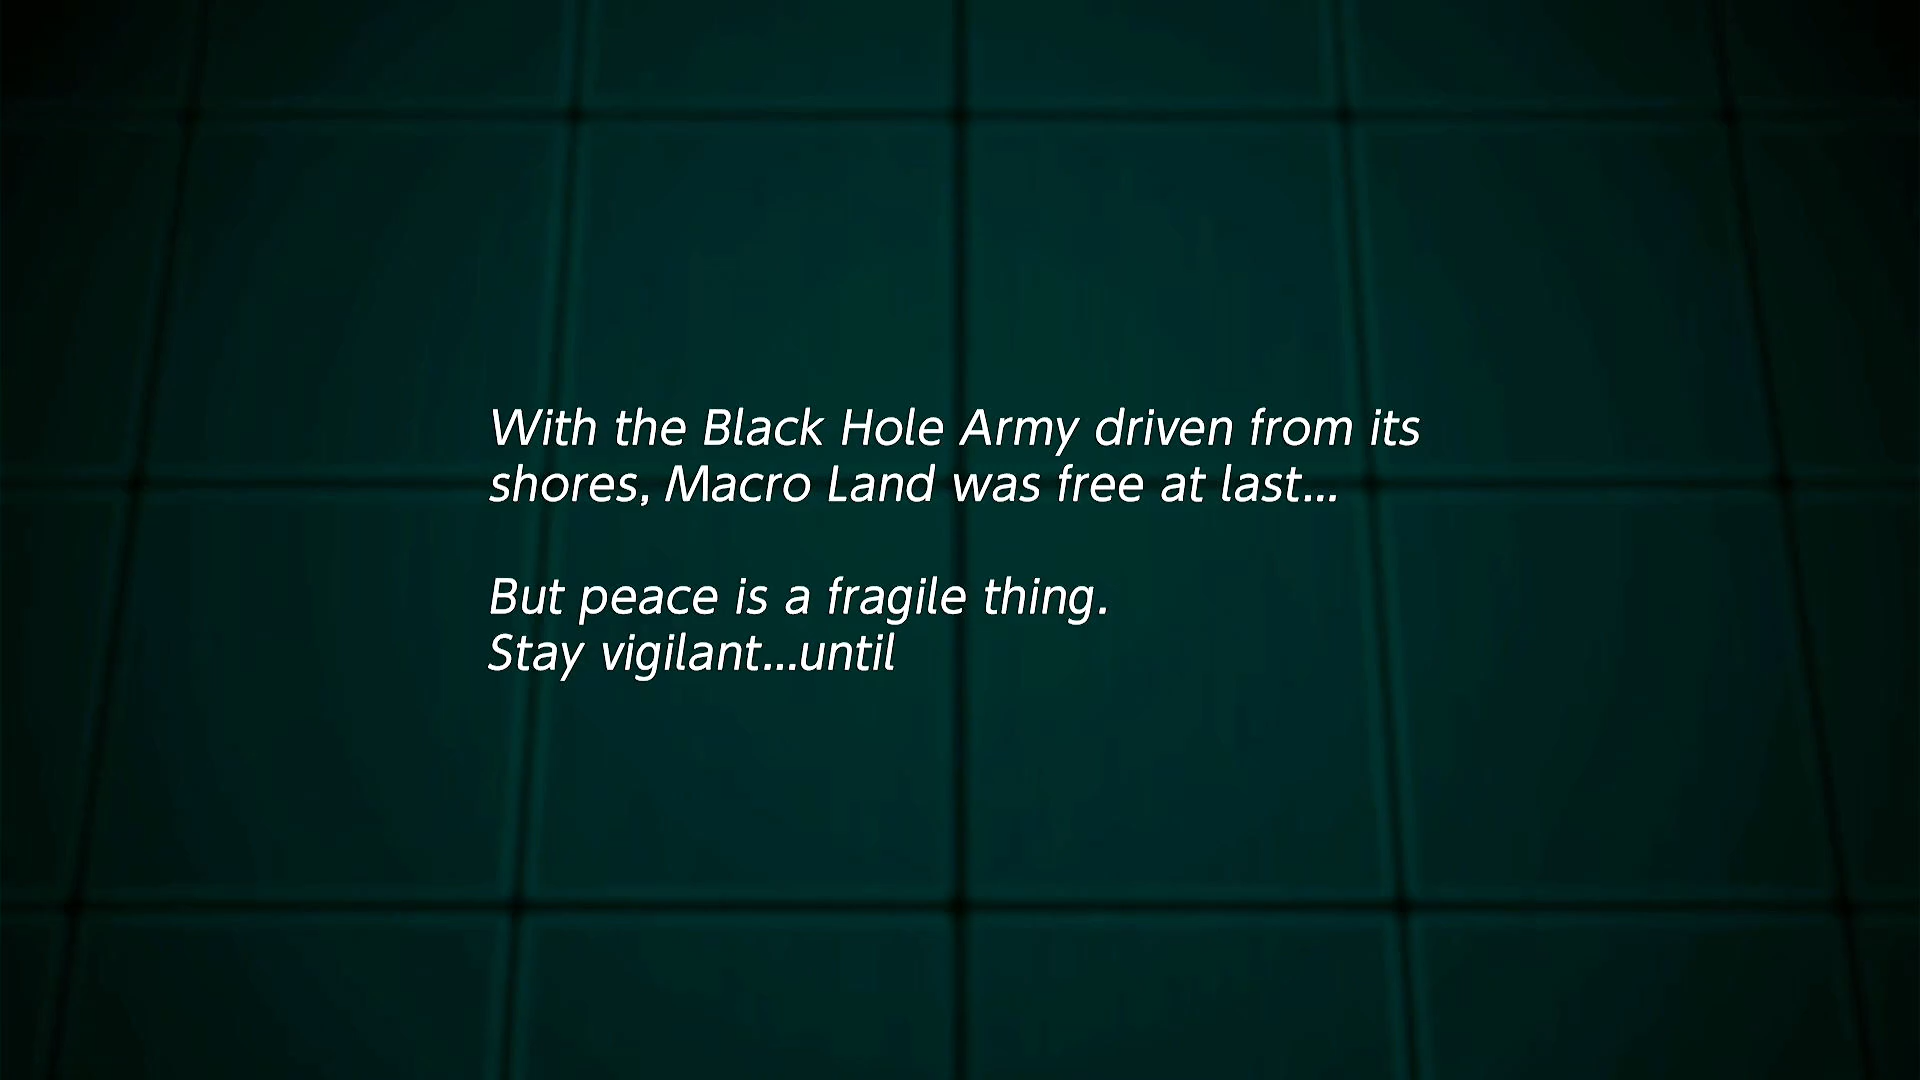 With the Black Hole Army driven from its
shores, Macro Land was free at last...
But peace is a fragile thing.
Stay vigilant...until